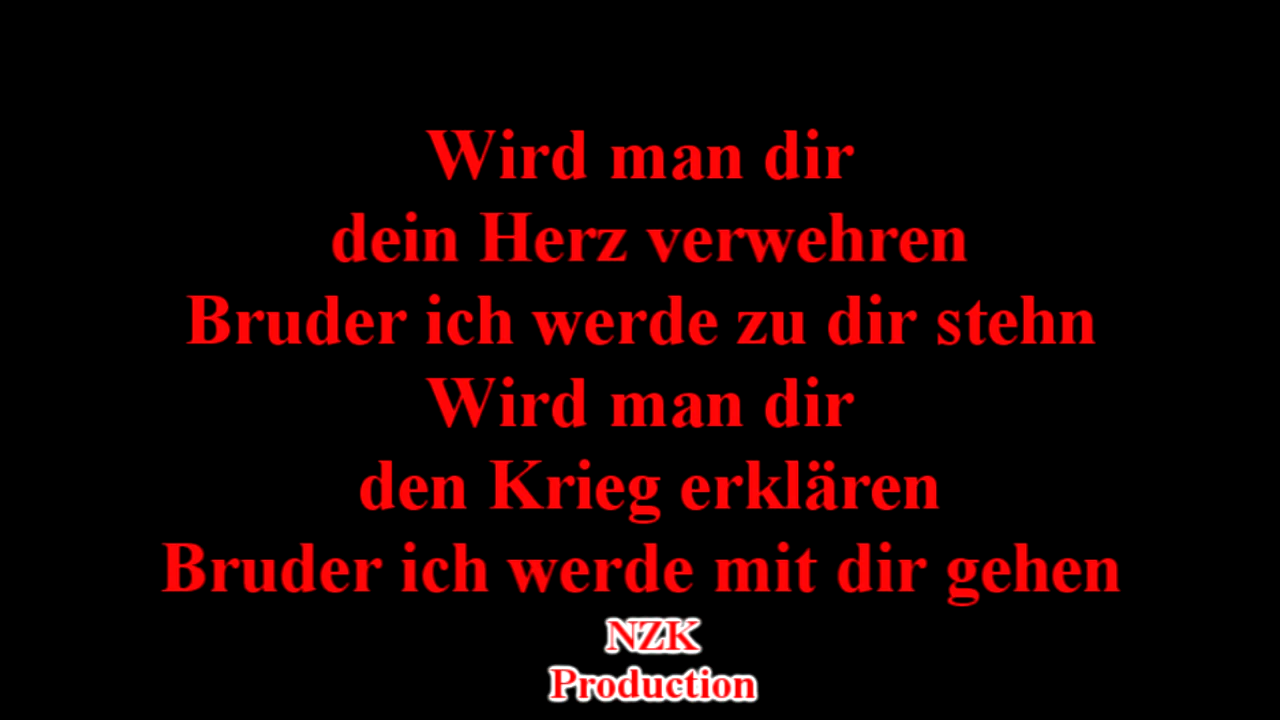 Wird man dir
dein Herz verwehren
Bruder ich werde zu dir stehn
Wird man dir
den Krieg erklären
Bruder ich werde mit dir gehen
NZK
Production